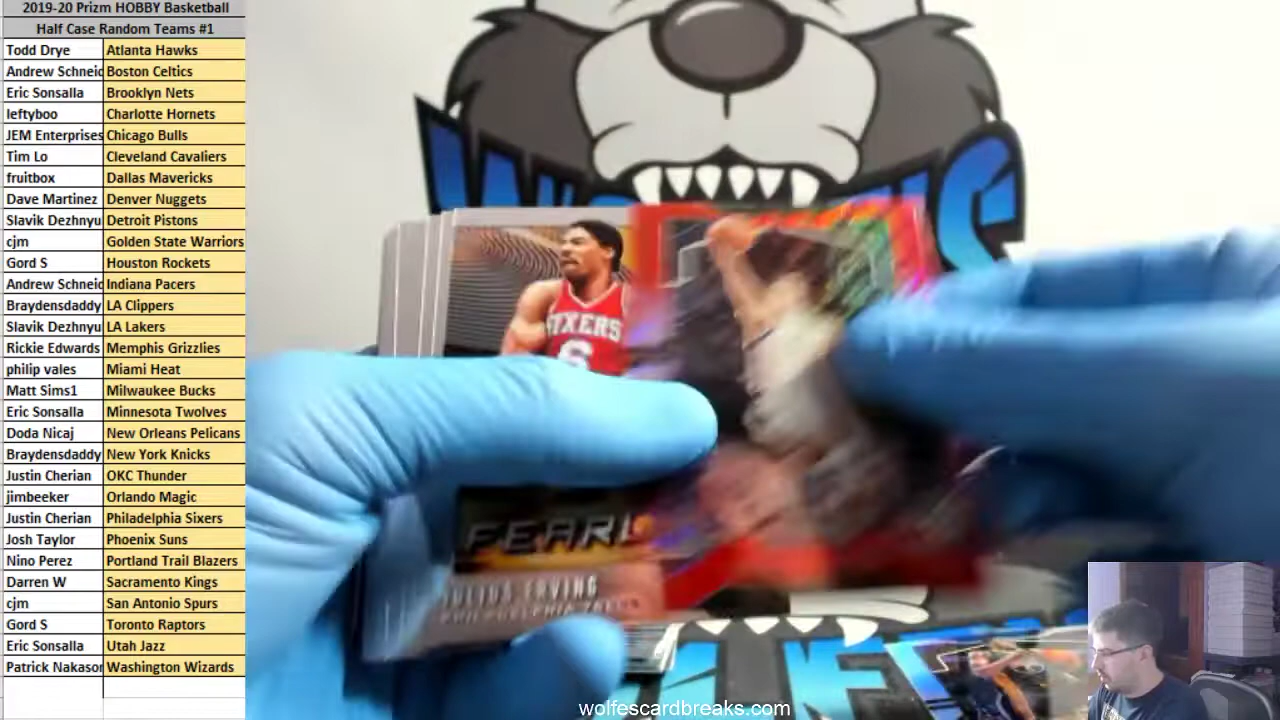 2019-20 Prizm HOBBY Basketball
Half Case Random Teams #1
Todd Drye Atlanta Hawks
Andrew Schneid Boston Celtics
Eric Sonsalla Brooklyn Nets
leftyboo Charlotte Hornets
JEM Enterprises Chicago Bulls
Tim Lo Cleveland Cavaliers
fruitbox Dallas Mavericks
Dave Martinez Denver Nuggets
Slavik Dezhnyu Detroit Pistons
cjm Golden State Warriors
Gord S Houston Rockets
Andrew Schneid Indiana Pacers
Braydensdaddy LA Clippers
Slavik Dezhnyu LA Lakers
Rickie Edwards Memphis Grizzlies
philip vales Miami Heat
Matt Sims1 Milwaukee Bucks
Eric Sonsalla Minnesota Twolves
Doda Nicaj New Orleans Pelicans
Braydensdaddy New York Knicks
Justin Cherian OKC Thunder
jimbeeker Orlando Magic
Justin Cherian Philadelphia Sixers
Josh Taylor Phoenix Suns
Nino Perez Portland Trail Blazers
Darren W Sacramento Kings
cjm San Antonio Spurs
Gord S Toronto Raptors
Eric Sonsalla Utah Jazz
Patrick Nakasor Washington Wizards
SIXERS
6
JULIUS ERVING
PHILADELPHIA 76ERS
wolfescardbreaks.com